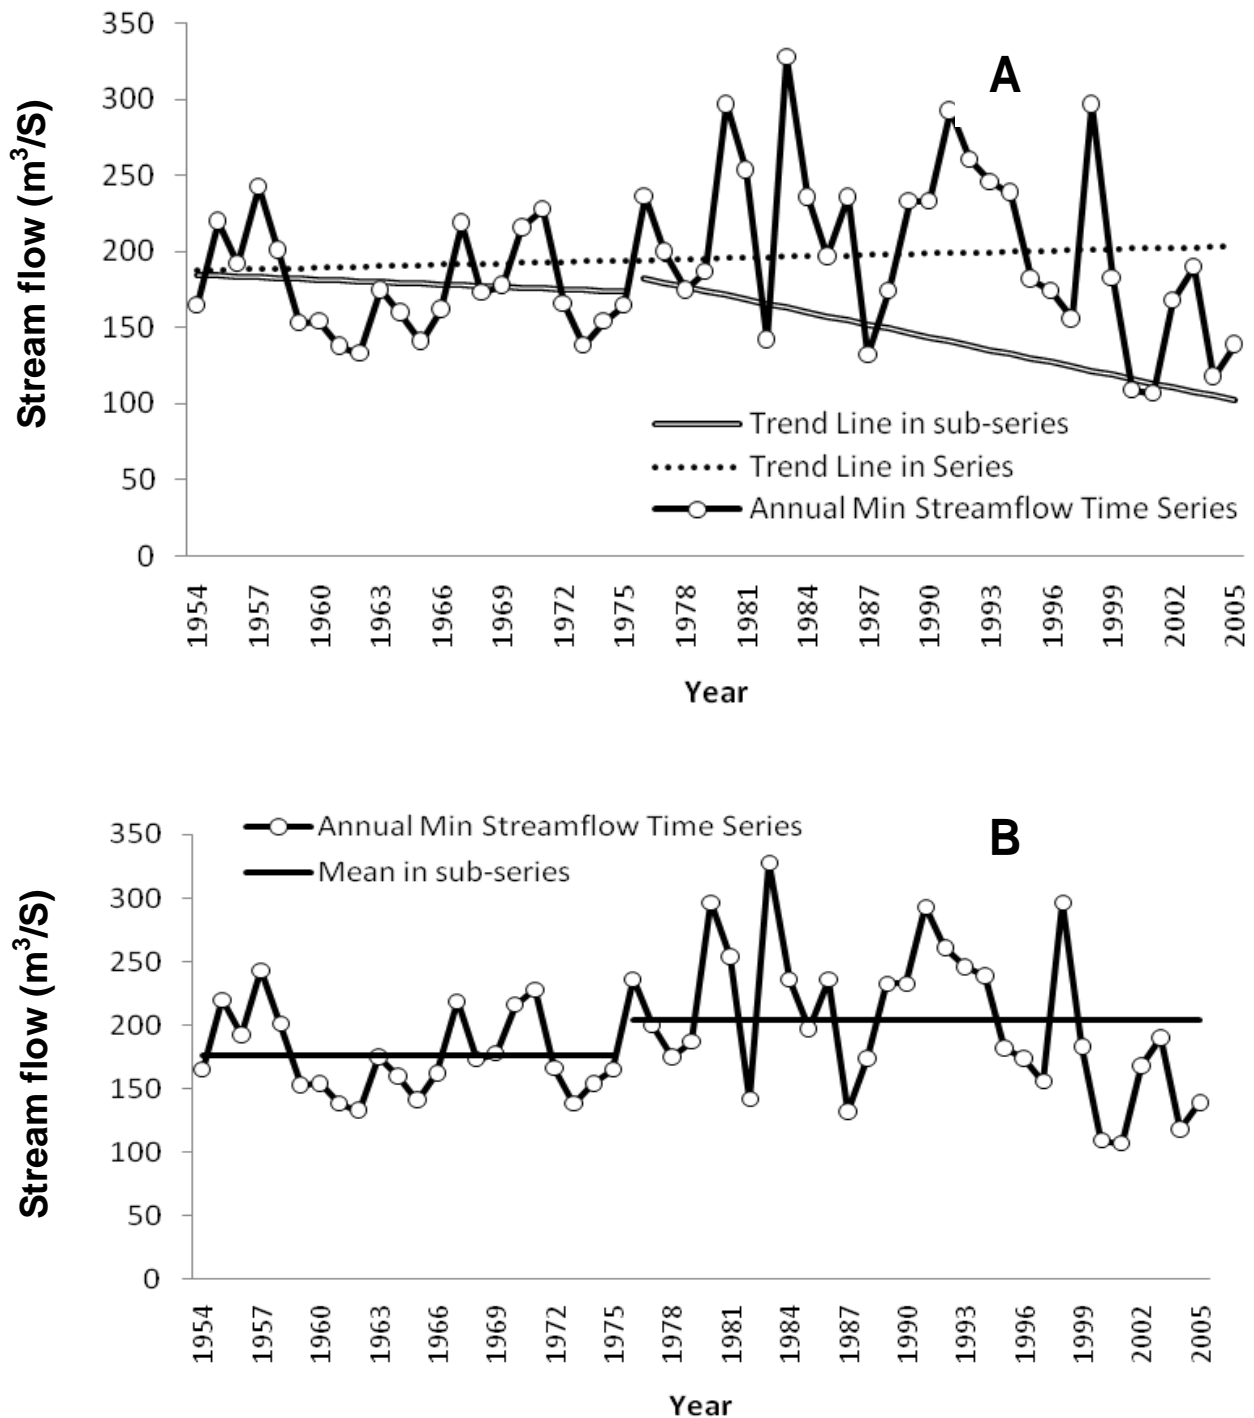 350
300
250
200
150
100
50
0
Stream flow (m³/S)
A
Trend Line in sub-series
Trend Line in Series
Annual Min Streamflow Time Series
1954 1957 1960 1963 1966 1969 1972 1975 1978 1981 1984 1987 1990 1993 1996 1999 2002 2005
Year
Annual Min Streamflow Time Series
Mean in sub-series
B
350
300
250
200
150
100
50
0
Stream flow (m³/S)
1954 1957 1960 1963 1966 1969 1972 1975 1978 1981 1984 1987 1990 1993 1996 1999 2002 2005
Year